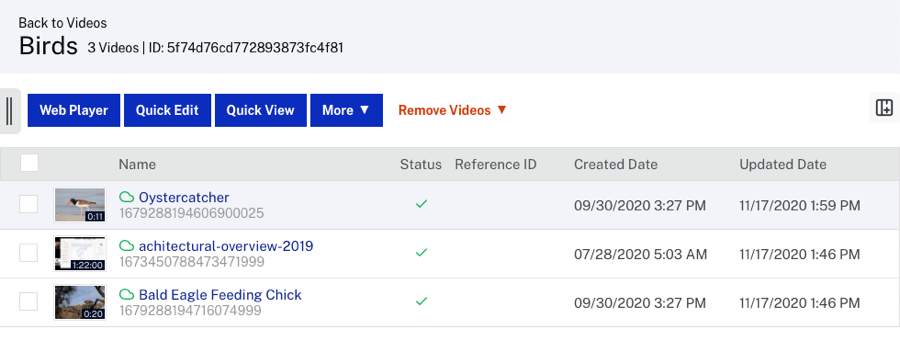 Back to Videos
Birds 3 Videos | ID: 5f74d76cd772893873fc4f81
Web Player Quick Edit Quick View More ▼ Remove Videos ▼
Name Status Reference ID Created Date Updated Date
0:11 Oystercatcher 09/30/2020 3:27 PM 11/17/2020 1:59 PM
1679288194606900025
1:22:00 achitectural-overview-2019 07/28/2020 5:03 AM 11/17/2020 1:46 PM
1673450788473471999
0:20 Bald Eagle Feeding Chick 09/30/2020 3:27 PM 11/17/2020 1:46 PM
1679288194716074999